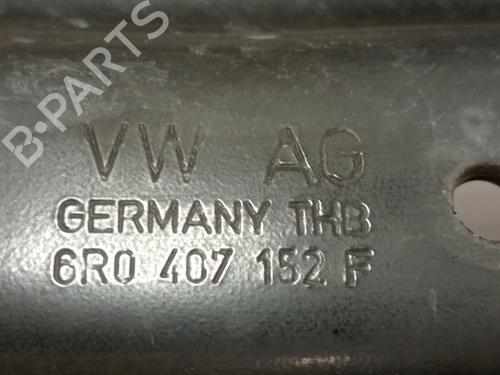 B-PARTS
VW AG
GERMANY THB
6R0 407 152 F